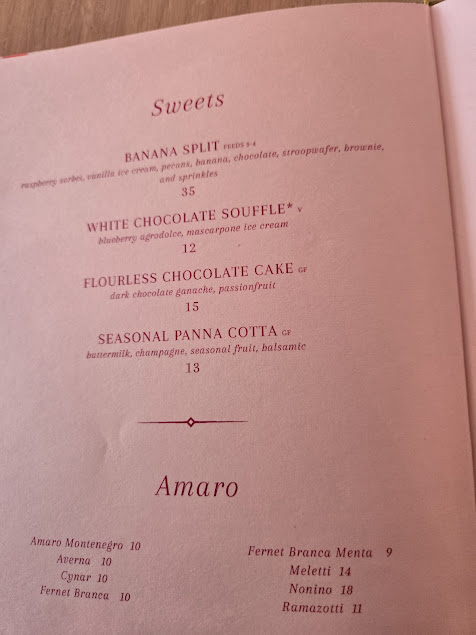 Sweets
BANANA SPLIT FEEDS 3-4
raspberry sorbet, vanilla ice cream, pecans, banana, chocolate, stroopwafer, brownie,
and sprinkles
35
WHITE CHOCOLATE SOUFFLE* V
blueberry agrodolce, mascarpone ice cream
12
FLOURLESS CHOCOLATE CAKE GF
dark chocolate ganache, passionfruit
15
SEASONAL PANNA COTTA GF
buttermilk, champagne, seasonal fruit, balsamic
13
Amaro
Amaro Montenegro 10
Averna 10
Cynar 10
Fernet Branca 10
Fernet Branca Menta 9
Meletti 14
Nonino 18
Ramazotti 11